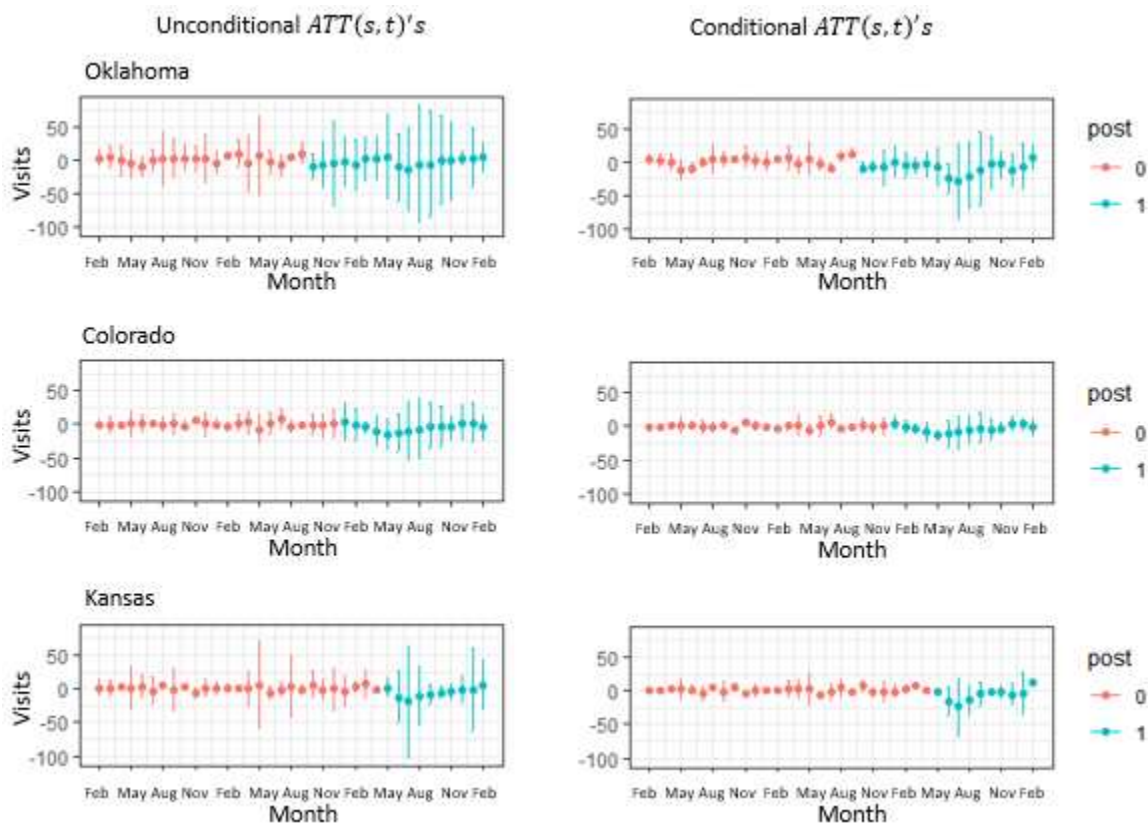 Unconditional ATT(s,t)'s
Conditional ATT(s,t)'s
Oklahoma
50
0
-50
-100
Visits
Feb May Aug Nov Feb May Aug Nov Feb May Aug Nov Feb
Month
50
0
-50
-100
Feb May Aug Nov Feb May Aug Nov Feb May Aug Nov Feb
Month
post
0
1
Colorado
50
0
-50
-100
Visits
Feb May Aug Nov Feb May Aug Nov Feb May Aug Nov Feb
Month
50
0
-50
-100
Feb May Aug Nov Feb May Aug Nov Feb May Aug Nov Feb
Month
post
0
1
Kansas
50
0
-50
-100
Visits
Feb May Aug Nov Feb May Aug Nov Feb May Aug Nov Feb
Month
50
0
-50
-100
Feb May Aug Nov Feb May Aug Nov Feb May Aug Nov Feb
Month
post
0
1